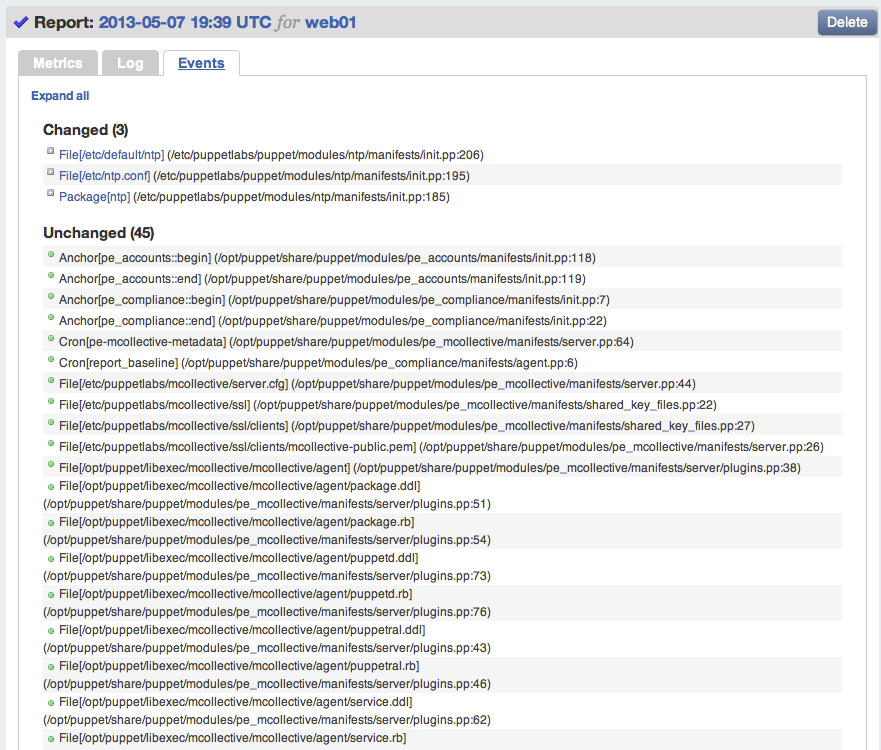 Report: 2013-05-07 19:39 UTC for web01
Delete
Metrics
Log
Events
Expand all
Changed (3)
File[/etc/default/ntp] (/etc/puppetlabs/puppet/modules/ntp/manifests/init.pp:206)
File[/etc/ntp.conf] (/etc/puppetlabs/puppet/modules/ntp/manifests/init.pp:195)
Package[ntp] (/etc/puppetlabs/puppet/modules/ntp/manifests/init.pp:185)
Unchanged (45)
Anchor[pe_accounts::begin] (/opt/puppet/share/puppet/modules/pe_accounts/manifests/init.pp:118)
Anchor[pe_accounts::end] (/opt/puppet/share/puppet/modules/pe_accounts/manifests/init.pp:119)
Anchor[pe_compliance::begin] (/opt/puppet/share/puppet/modules/pe_compliance/manifests/init.pp:7)
Anchor[pe_compliance::end] (/opt/puppet/share/puppet/modules/pe_compliance/manifests/init.pp:22)
Cron[pe-mcollective-metadata] (/opt/puppet/share/puppet/modules/pe_mcollective/manifests/server.pp:64)
Cron[report_baseline] (/opt/puppet/share/puppet/modules/pe_compliance/manifests/agent.pp:6)
File[/etc/puppetlabs/mcollective/server.cfg] (/opt/puppet/share/puppet/modules/pe_mcollective/manifests/server.pp:44)
File[/etc/puppetlabs/mcollective/ssl] (/opt/puppet/share/puppet/modules/pe_mcollective/manifests/shared_key_files.pp:22)
File[/etc/puppetlabs/mcollective/ssl/clients] (/opt/puppet/share/puppet/modules/pe_mcollective/manifests/shared_key_files.pp:27)
File[/etc/puppetlabs/mcollective/ssl/clients/mcollective-public.pem] (/opt/puppet/share/puppet/modules/pe_mcollective/manifests/server.pp:26)
File[/opt/puppet/libexec/mcollective/mcollective/agent] (/opt/puppet/share/puppet/modules/pe_mcollective/manifests/server/plugins.pp:38)
File[/opt/puppet/libexec/mcollective/mcollective/agent/package.ddl]
(/opt/puppet/share/puppet/modules/pe_mcollective/manifests/server/plugins.pp:51)
File[/opt/puppet/libexec/mcollective/mcollective/agent/package.rb]
(/opt/puppet/share/puppet/modules/pe_mcollective/manifests/server/plugins.pp:54)
File[/opt/puppet/libexec/mcollective/mcollective/agent/puppetd.ddl]
(/opt/puppet/share/puppet/modules/pe_mcollective/manifests/server/plugins.pp:73)
File[/opt/puppet/libexec/mcollective/mcollective/agent/puppetd.rb]
(/opt/puppet/share/puppet/modules/pe_mcollective/manifests/server/plugins.pp:76)
File[/opt/puppet/libexec/mcollective/mcollective/agent/puppetral.ddl]
(/opt/puppet/share/puppet/modules/pe_mcollective/manifests/server/plugins.pp:43)
File[/opt/puppet/libexec/mcollective/mcollective/agent/puppetral.rb]
(/opt/puppet/share/puppet/modules/pe_mcollective/manifests/server/plugins.pp:46)
File[/opt/puppet/libexec/mcollective/mcollective/agent/service.ddl]
(/opt/puppet/share/puppet/modules/pe_mcollective/manifests/server/plugins.pp:62)
File[/opt/puppet/libexec/mcollective/mcollective/agent/service.rb]